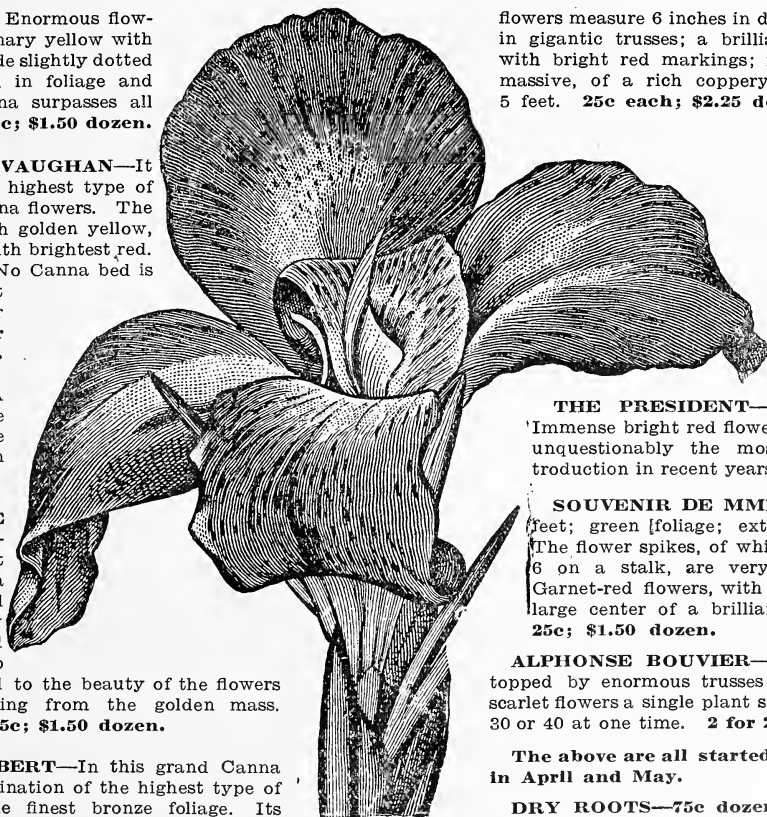 Enormous flow-
nary yellow with
de slightly dotted
in foliage and
na surpasses all
c; $1.50 dozen.
VAUGHAN—It
highest type of
na flowers. The
h golden yellow,
ith brightest red.
No Canna bed is
l to the beauty of the flowers
ing from the golden mass.
5c; $1.50 dozen.
BERT—In this grand Canna
ination of the highest type of
e finest bronze foliage. Its
flowers measure 6 inches in d
in gigantic trusses; a brillia
with bright red markings;
massive, of a rich coppery
5 feet. 25c each; $2.25 d
THE PRESIDENT—
Immense bright red flowe
unquestionably the mos
troduction in recent years
SOUVENIR DE MM
feet; green [foliage; ext
The flower spikes, of whi
6 on a stalk, are very
Garnet-red flowers, with
large center of a brillia
25c; $1.50 dozen.
ALPHONSE BOUVIER—
topped by enormous trusses
scarlet flowers a single plant s
30 or 40 at one time. 2 for 2
The above are all started
in April and May.
DRY ROOTS—75c dozen